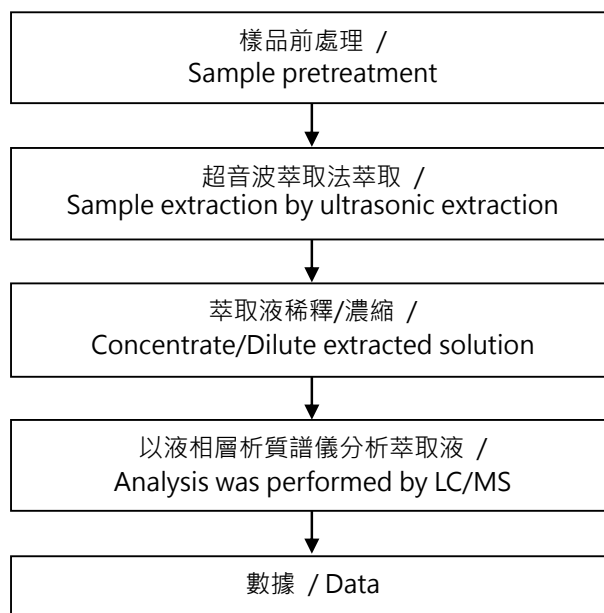 樣品前處理 /
Sample pretreatment
超音波萃取法萃取 /
Sample extraction by ultrasonic extraction
萃取液稀釋/濃縮 /
Concentrate/Dilute extracted solution
以液相層析質譜儀分析萃取液 /
Analysis was performed by LC/MS
數據 / Data